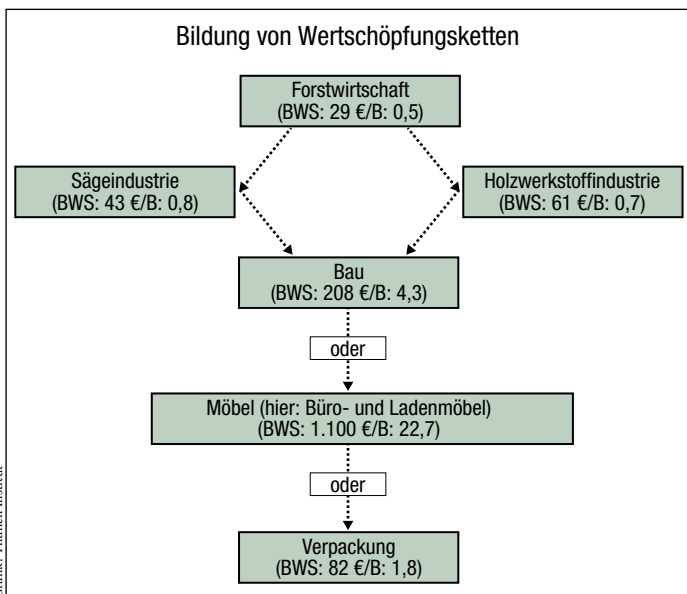 Bildung von Wertschöpfungsketten
Forstwirtschaft
(BWS: 29 €/B: 0,5)
Sägeindustrie
(BWS: 43 €/B: 0,8)
Holzwerkstoffindustrie
(BWS: 61 €/B: 0,7)
Bau
(BWS: 208 €/B: 4,3)
oder
Möbel (hier: Büro- und Ladenmöbel)
(BWS: 1.100 €/B: 22,7)
oder
Verpackung
(BWS: 82 €/B: 1,8)